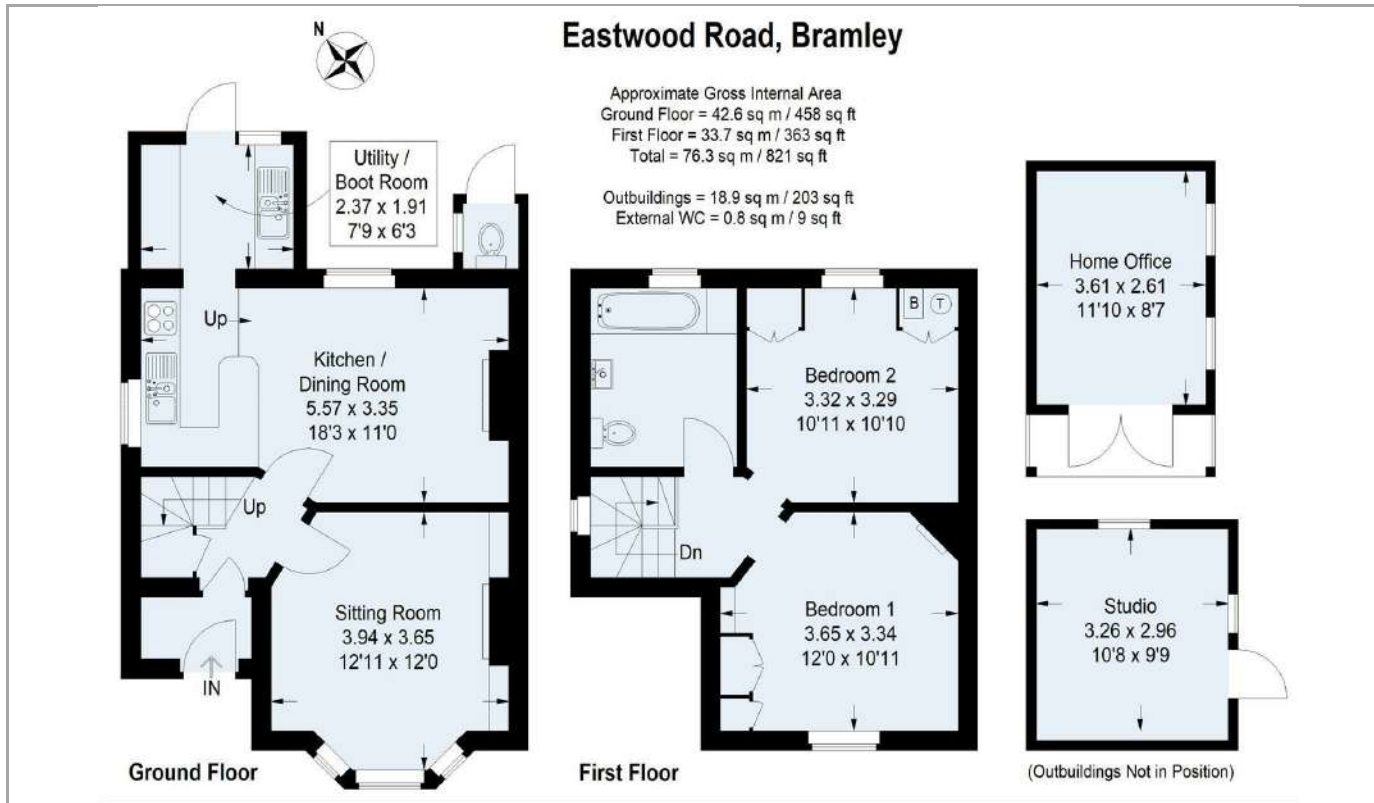 N
Eastwood Road, Bramley
Approximate Gross Internal Area
Ground Floor = 42.6 sq m / 458 sq ft
First Floor = 33.7 sq m / 363 sq ft
Total = 76.3 sq m / 821 sq ft
Outbuildings = 18.9 sq m / 203 sq ft
External WC = 0.8 sq m / 9 sq ft
Utility /
Boot Room
2.37 x 1.91
7'9 x 6'3
Up
Kitchen /
Dining Room
5.57 x 3.35
18'3 x 11'0
Up
Sitting Room
3.94 x 3.65
12'11 x 12'0
IN
Ground Floor
B
T
Bedroom 2
3.32 x 3.29
10'11 x 10'10
Dn
Bedroom 1
3.65 x 3.34
12'0 x 10'11
First Floor
Home Office
3.61 x 2.61
11'10 x 8'7
Studio
3.26 x 2.96
10'8 x 9'9
(Outbuildings Not in Position)